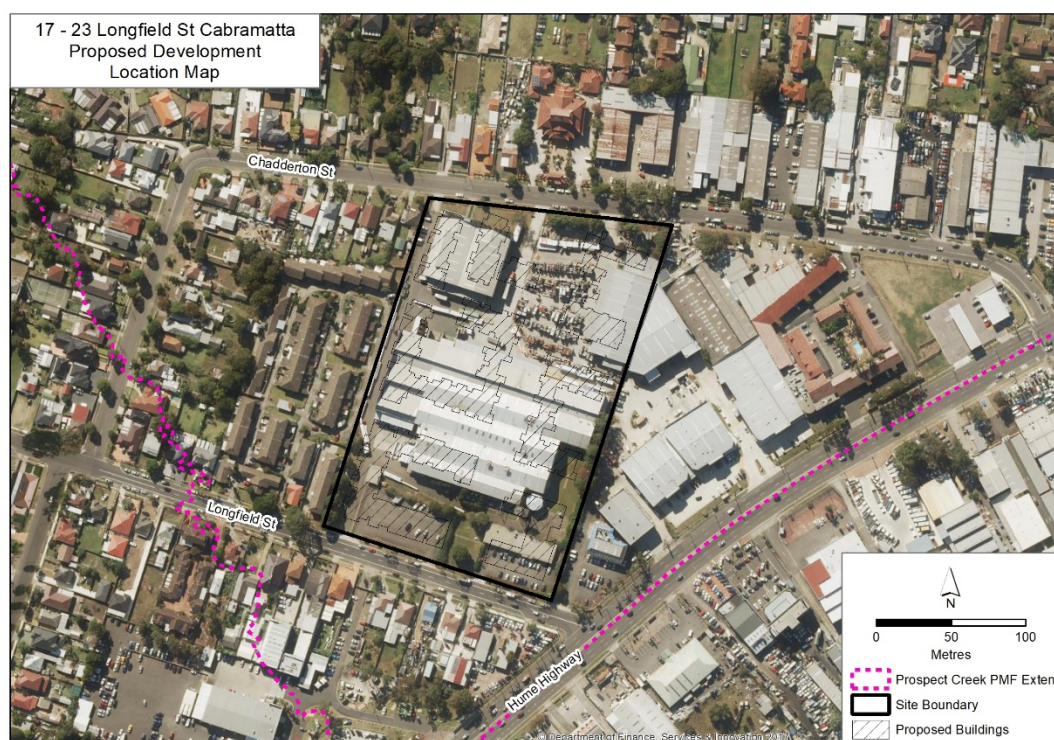 17 - 23 Longfield St Cabramatta
Proposed Development
Location Map
Chadderton St
Longfield St
Hume Highway
N
0 50 100
Metres
Prospect Creek PMF Exten
Site Boundary
Proposed Buildings
© Department of Finance, Services & Innovation 2017